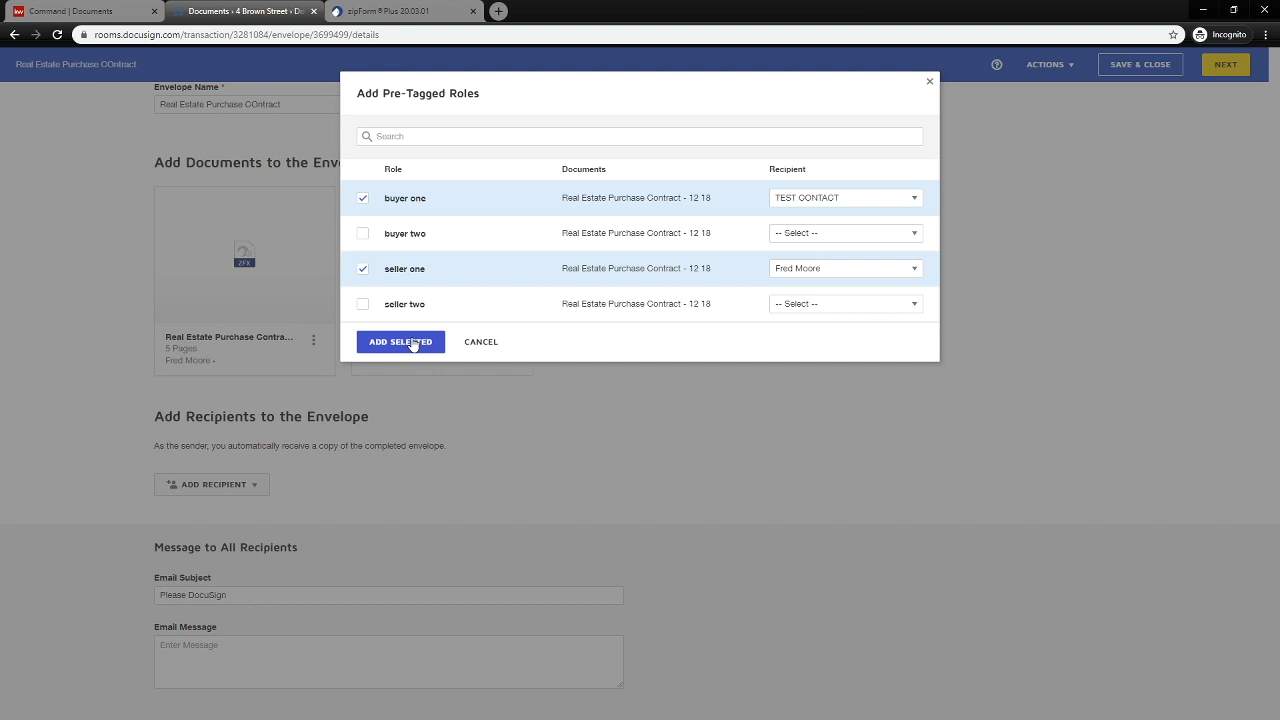 kw Command | Documents
Documents › 4 Brown Street › Do
zipForm® Plus 20.03.01
rooms.docusign.com/transaction/3281084/envelope/3699499/details
Incognito
Real Estate Purchase COntract
ACTIONS
SAVE & CLOSE
NEXT
Envelope Name *
Real Estate Purchase COntract
Add Pre-Tagged Roles
Search
Role Documents Recipient
buyer one Real Estate Purchase Contract - 12 18 TEST CONTACT
buyer two Real Estate Purchase Contract - 12 18 -- Select --
seller one Real Estate Purchase Contract - 12 18 Fred Moore
seller two Real Estate Purchase Contract - 12 18 -- Select --
ADD SELECTED CANCEL
Add Documents to the Enve
ZFX
Real Estate Purchase Contra...
5 Pages
Fred Moore •
Add Recipients to the Envelope
As the sender, you automatically receive a copy of the completed envelope.
ADD RECIPIENT
Message to All Recipients
Email Subject
Please DocuSign
Email Message
Enter Message